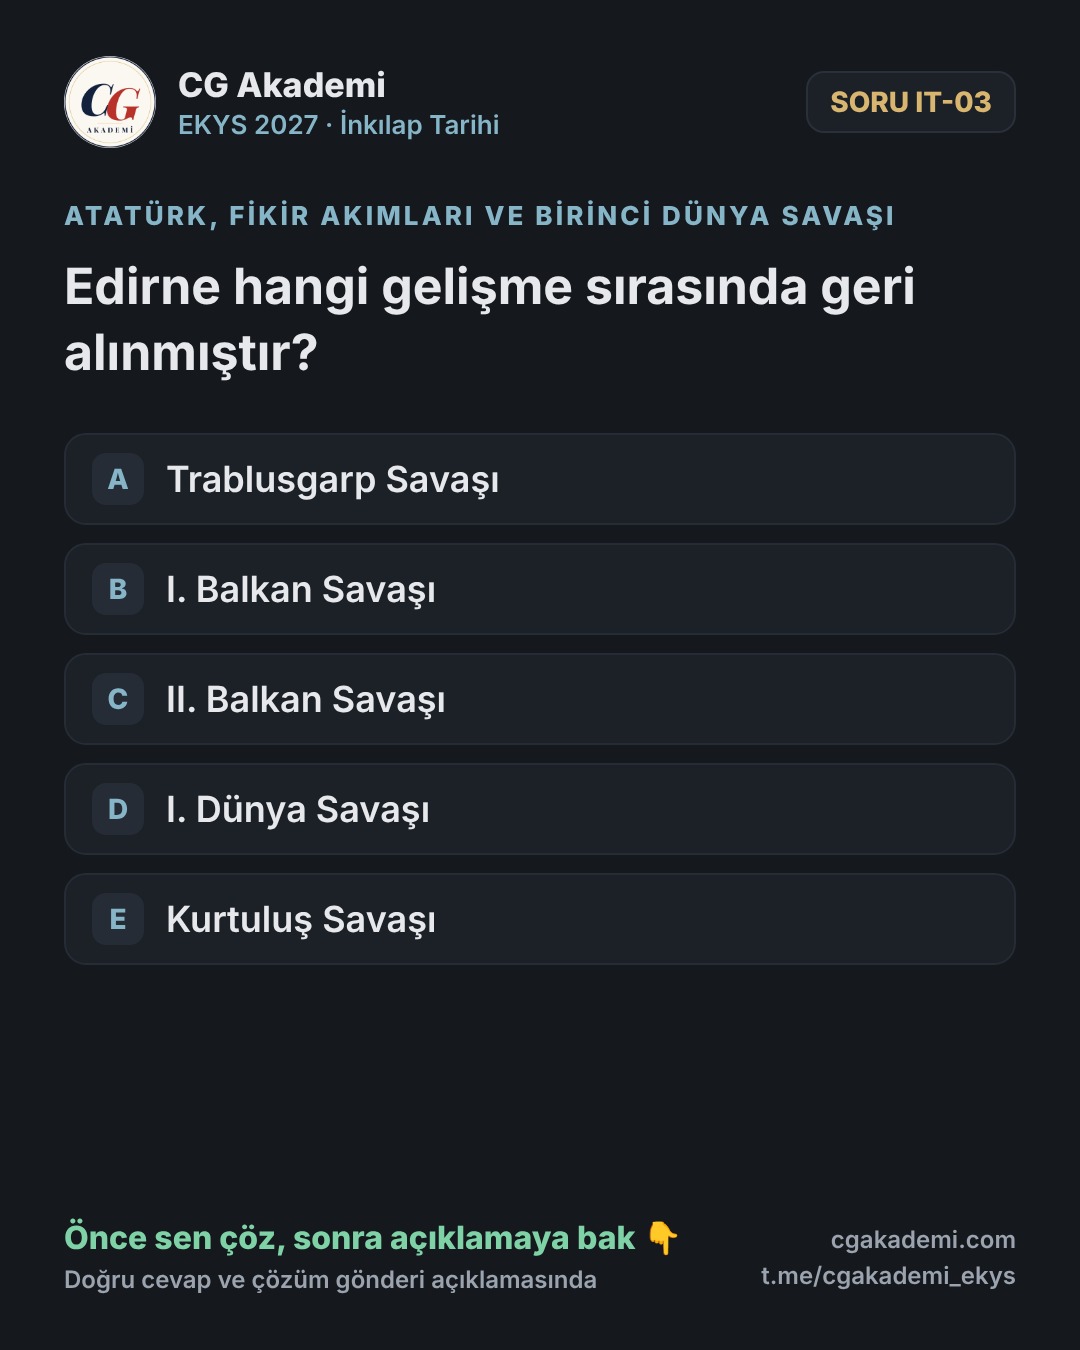 CG
AKADEMİ
CG Akademi
EKYS 2027 · İnkılap Tarihi
SORU IT-03
ATATÜRK, FİKİR AKIMLARI VE BİRİNCİ DÜNYA SAVAŞI
Edirne hangi gelişme sırasında geri
alınmıştır?
A Trablusgarp Savaşı
B I. Balkan Savaşı
C II. Balkan Savaşı
D I. Dünya Savaşı
E Kurtuluş Savaşı
Önce sen çöz, sonra açıklamaya bak 👇
Doğru cevap ve çözüm gönderi açıklamasında
cgakademi.com
t.me/cgakademi_ekys